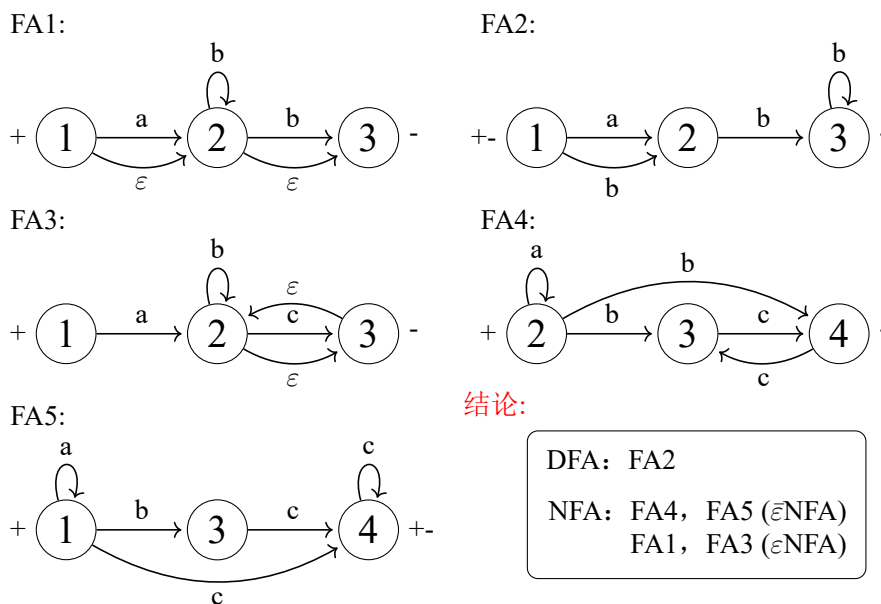 FA1:
b
+ 1 a 2 b 3 -
ε ε
FA2:
b
+- 1 a 2 b 3
b
FA3:
b
ε
+ 1 a 2 c 3 -
ε
FA4:
a
b
+ 2 b 3 c 4
c
FA5:
a c
+ 1 b 3 c 4 +-
c
结论:
DFA：FA2
NFA：FA4，FA5 (ε̄NFA)
FA1，FA3 (εNFA)